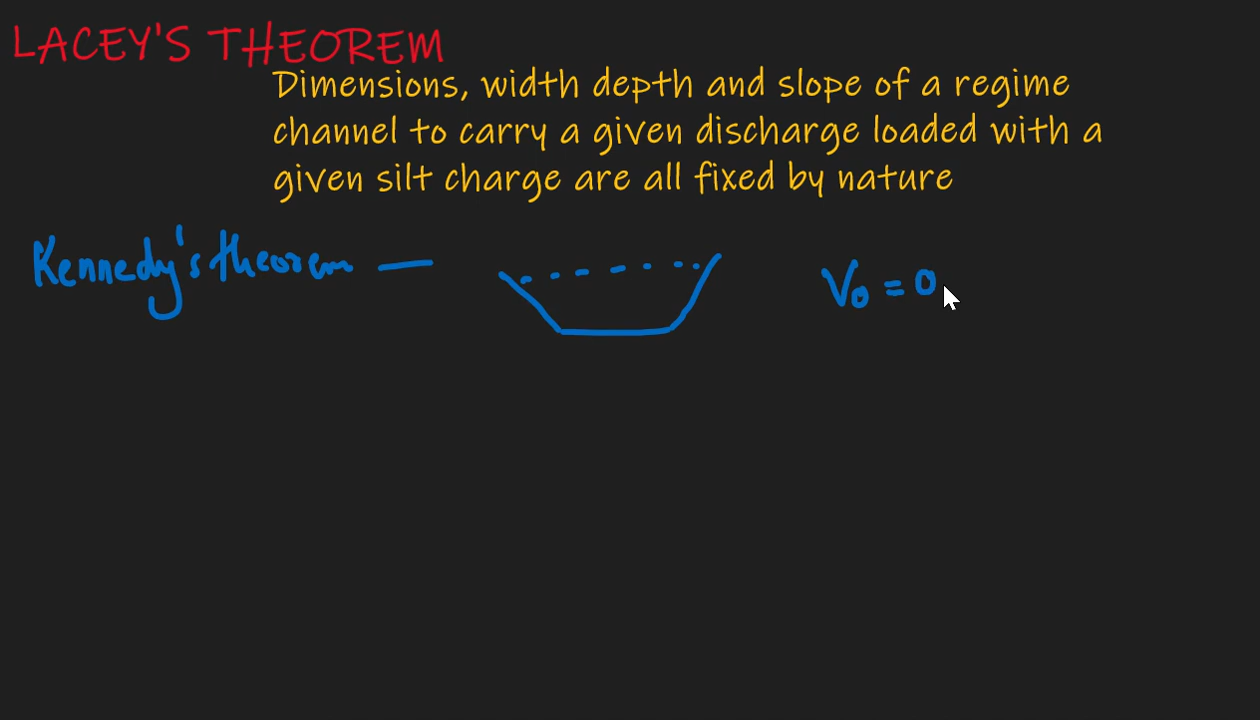 LACEY'S THEOREM
Dimensions, width depth and slope of a regime
channel to carry a given discharge loaded with a
given silt charge are all fixed by nature
Kennedy's theorem — V₀ = 0